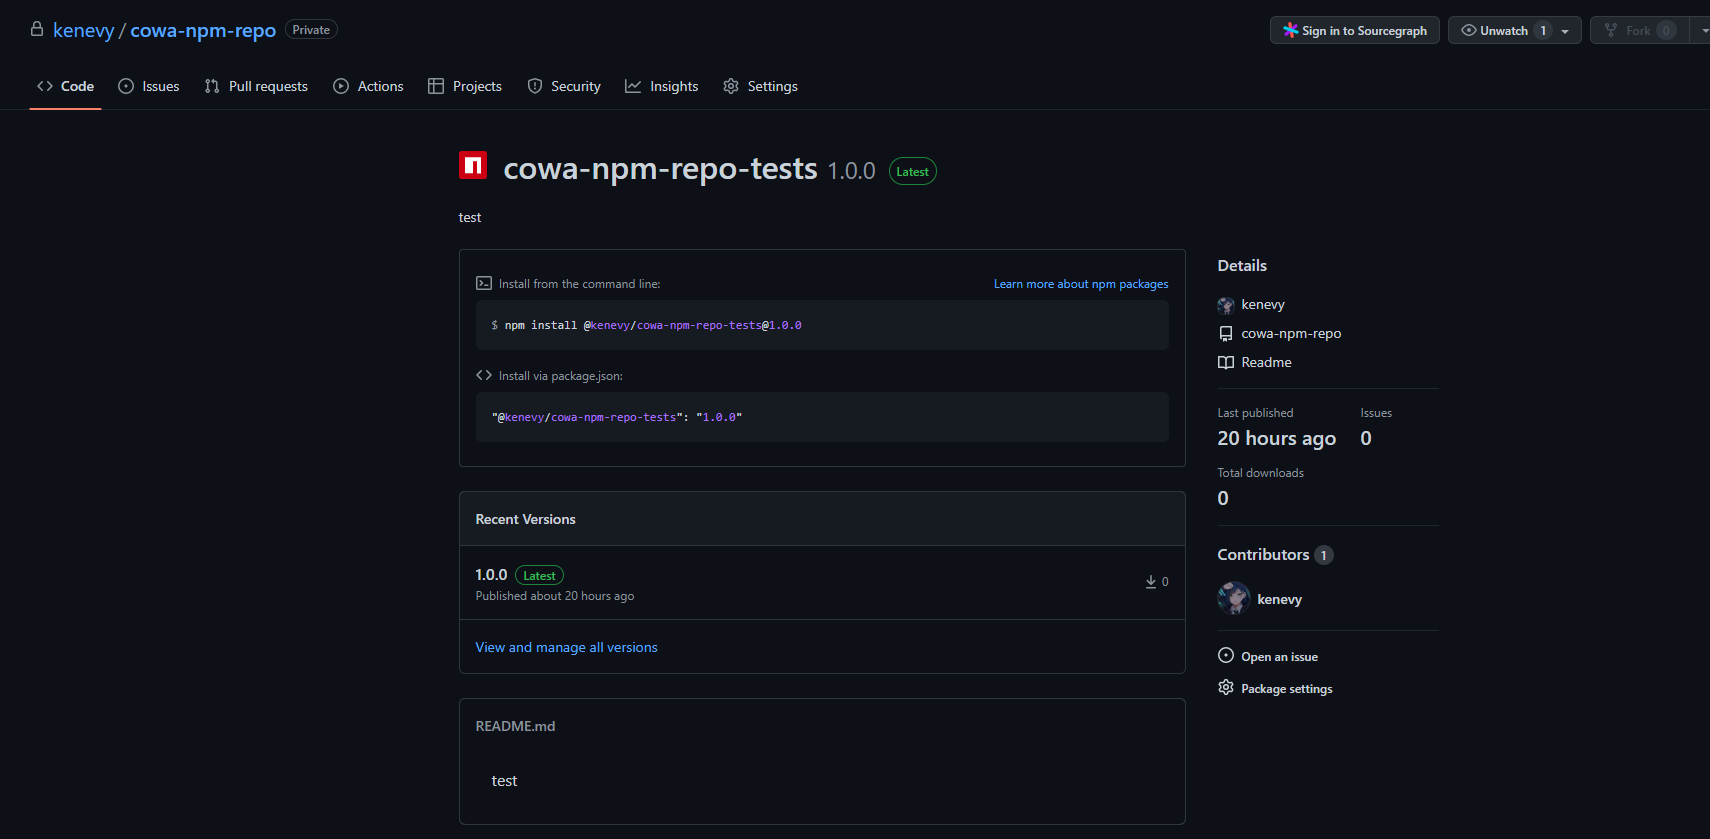 kenevy / cowa-npm-repo Private
Sign in to Sourcegraph Unwatch 1 Fork 0
Code Issues Pull requests Actions Projects Security Insights Settings
cowa-npm-repo-tests 1.0.0 Latest
test
Install from the command line: Learn more about npm packages
$ npm install @kenevy/cowa-npm-repo-tests@1.0.0
Install via package.json:
"@kenevy/cowa-npm-repo-tests": "1.0.0"
Recent Versions
1.0.0 Latest
Published about 20 hours ago
0
View and manage all versions
README.md
test
Details
kenevy
cowa-npm-repo
Readme
Last published Issues
20 hours ago 0
Total downloads
0
Contributors 1
kenevy
Open an issue
Package settings